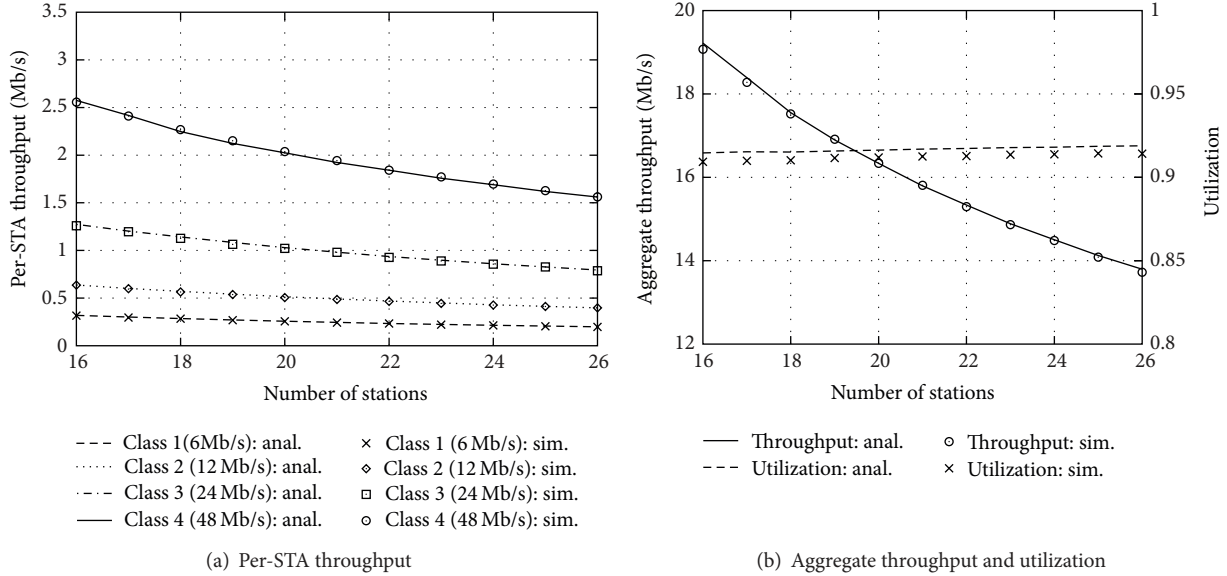 Per-STA throughput (Mb/s)
3.5
3
2.5
2
1.5
1
0.5
0
16
18
20
22
24
26
Number of stations
Class 1(6Mb/s): anal.
Class 2 (12 Mb/s): anal.
Class 3 (24 Mb/s): anal.
Class 4 (48 Mb/s): anal.
Class 1 (6 Mb/s): sim.
Class 2 (12 Mb/s): sim.
Class 3 (24 Mb/s): sim.
Class 4 (48 Mb/s): sim.
(a) Per-STA throughput
Aggregate throughput (Mb/s)
20
18
16
14
12
1
0.95
0.9
0.85
0.8
Utilization
16
18
20
22
24
26
Number of stations
Throughput: anal.
Utilization: anal.
Throughput: sim.
Utilization: sim.
(b) Aggregate throughput and utilization